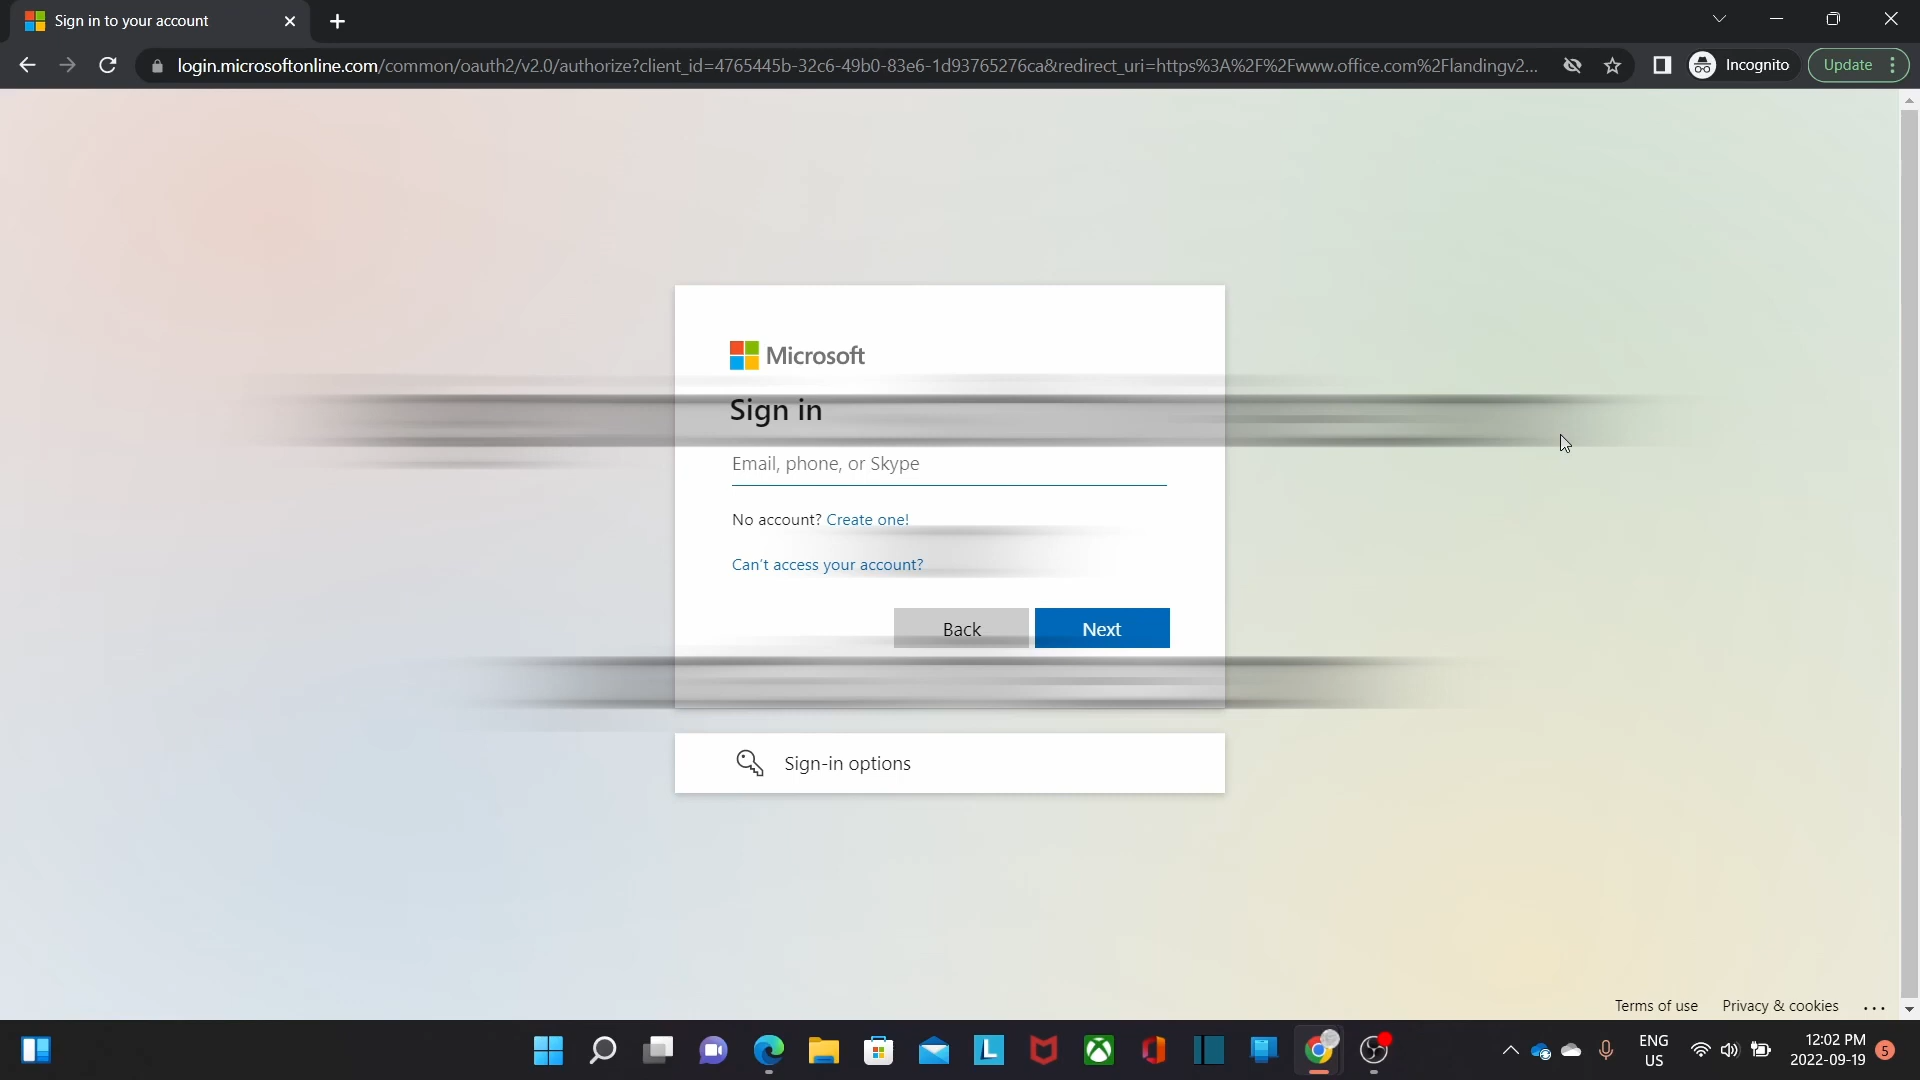 Sign in to your account
login.microsoftonline.com/common/oauth2/v2.0/authorize?client_id=4765445b-32c6-49b0-83e6-1d93765276ca&redirect_uri=https%3A%2F%2Fwww.office.com%2Flandingv2...
Incognito
Update
Microsoft
Sign in
Email, phone, or Skype
No account? Create one!
Can't access your account?
Back
Next
Sign-in options
Terms of use
Privacy & cookies
...
L
ENG
US
12:02 PM
2022-09-19
5